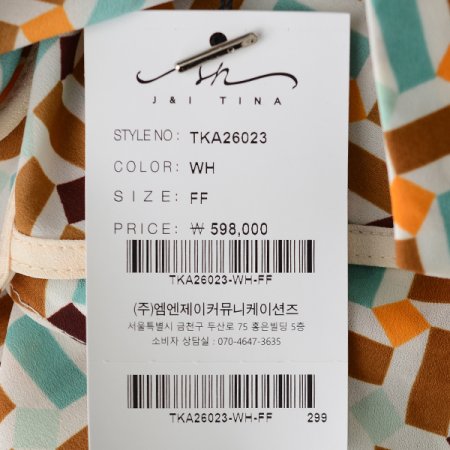 J & I TINA
STYLE NO : TKA26023
COLOR: WH
SIZE: FF
PRICE: ₩ 598,000
TKA26023-WH-FF
(주)엠엔제이커뮤니케이션즈
서울특별시 금천구 두산로 75 홍은빌딩 5층
소비자 상담실 : 070-4647-3635
TKA26023-WH-FF 299